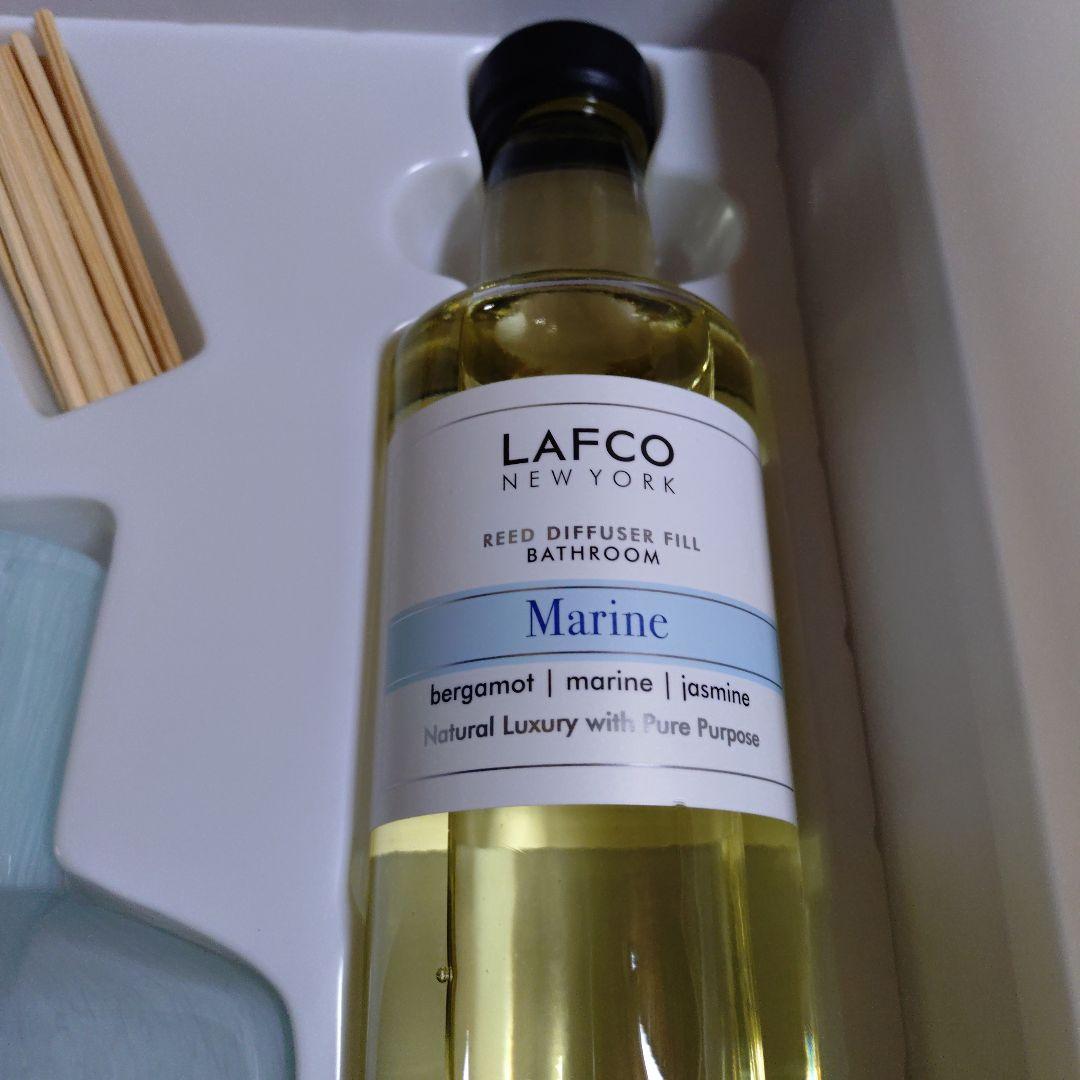 LAFCO
NEW YORK
REED DIFFUSER FILL
BATHROOM
Marine
bergamot | marine | jasmine
Natural Luxury with Pure Purpose